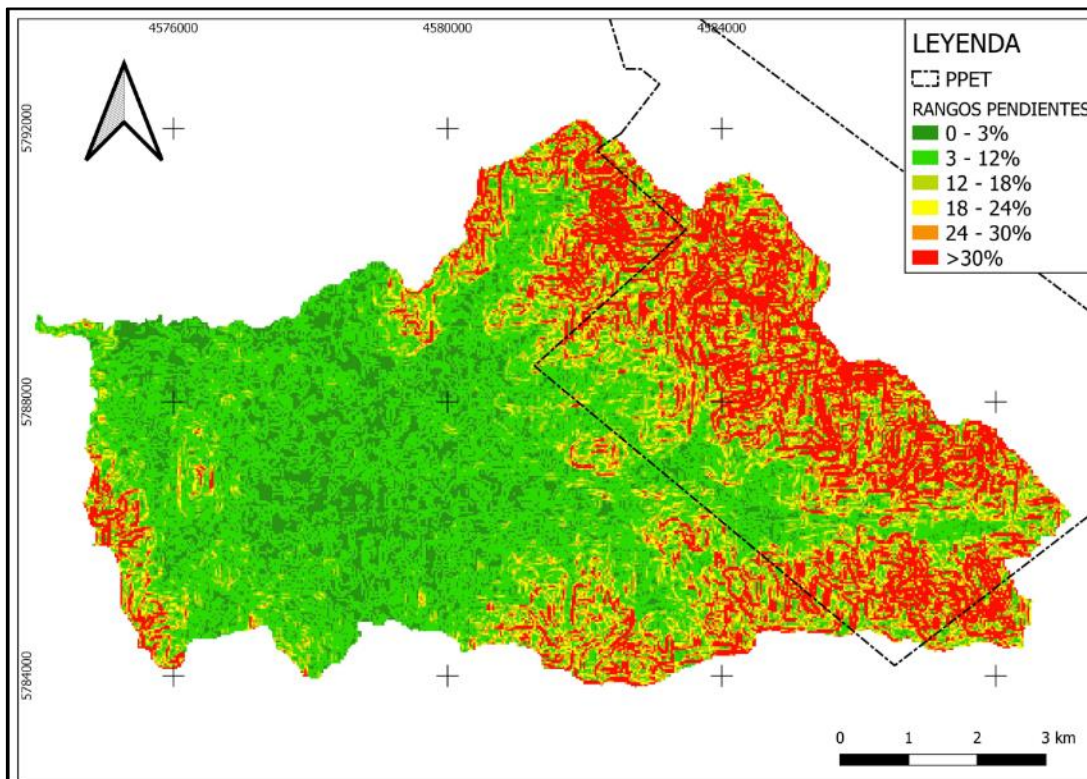 4576000
4580000
4584000
5792000
5788000
5784000
LEYENDA
PPET
RANGOS PENDIENTES
0 - 3%
3 - 12%
12 - 18%
18 - 24%
24 - 30%
>30%
0 1 2 3 km